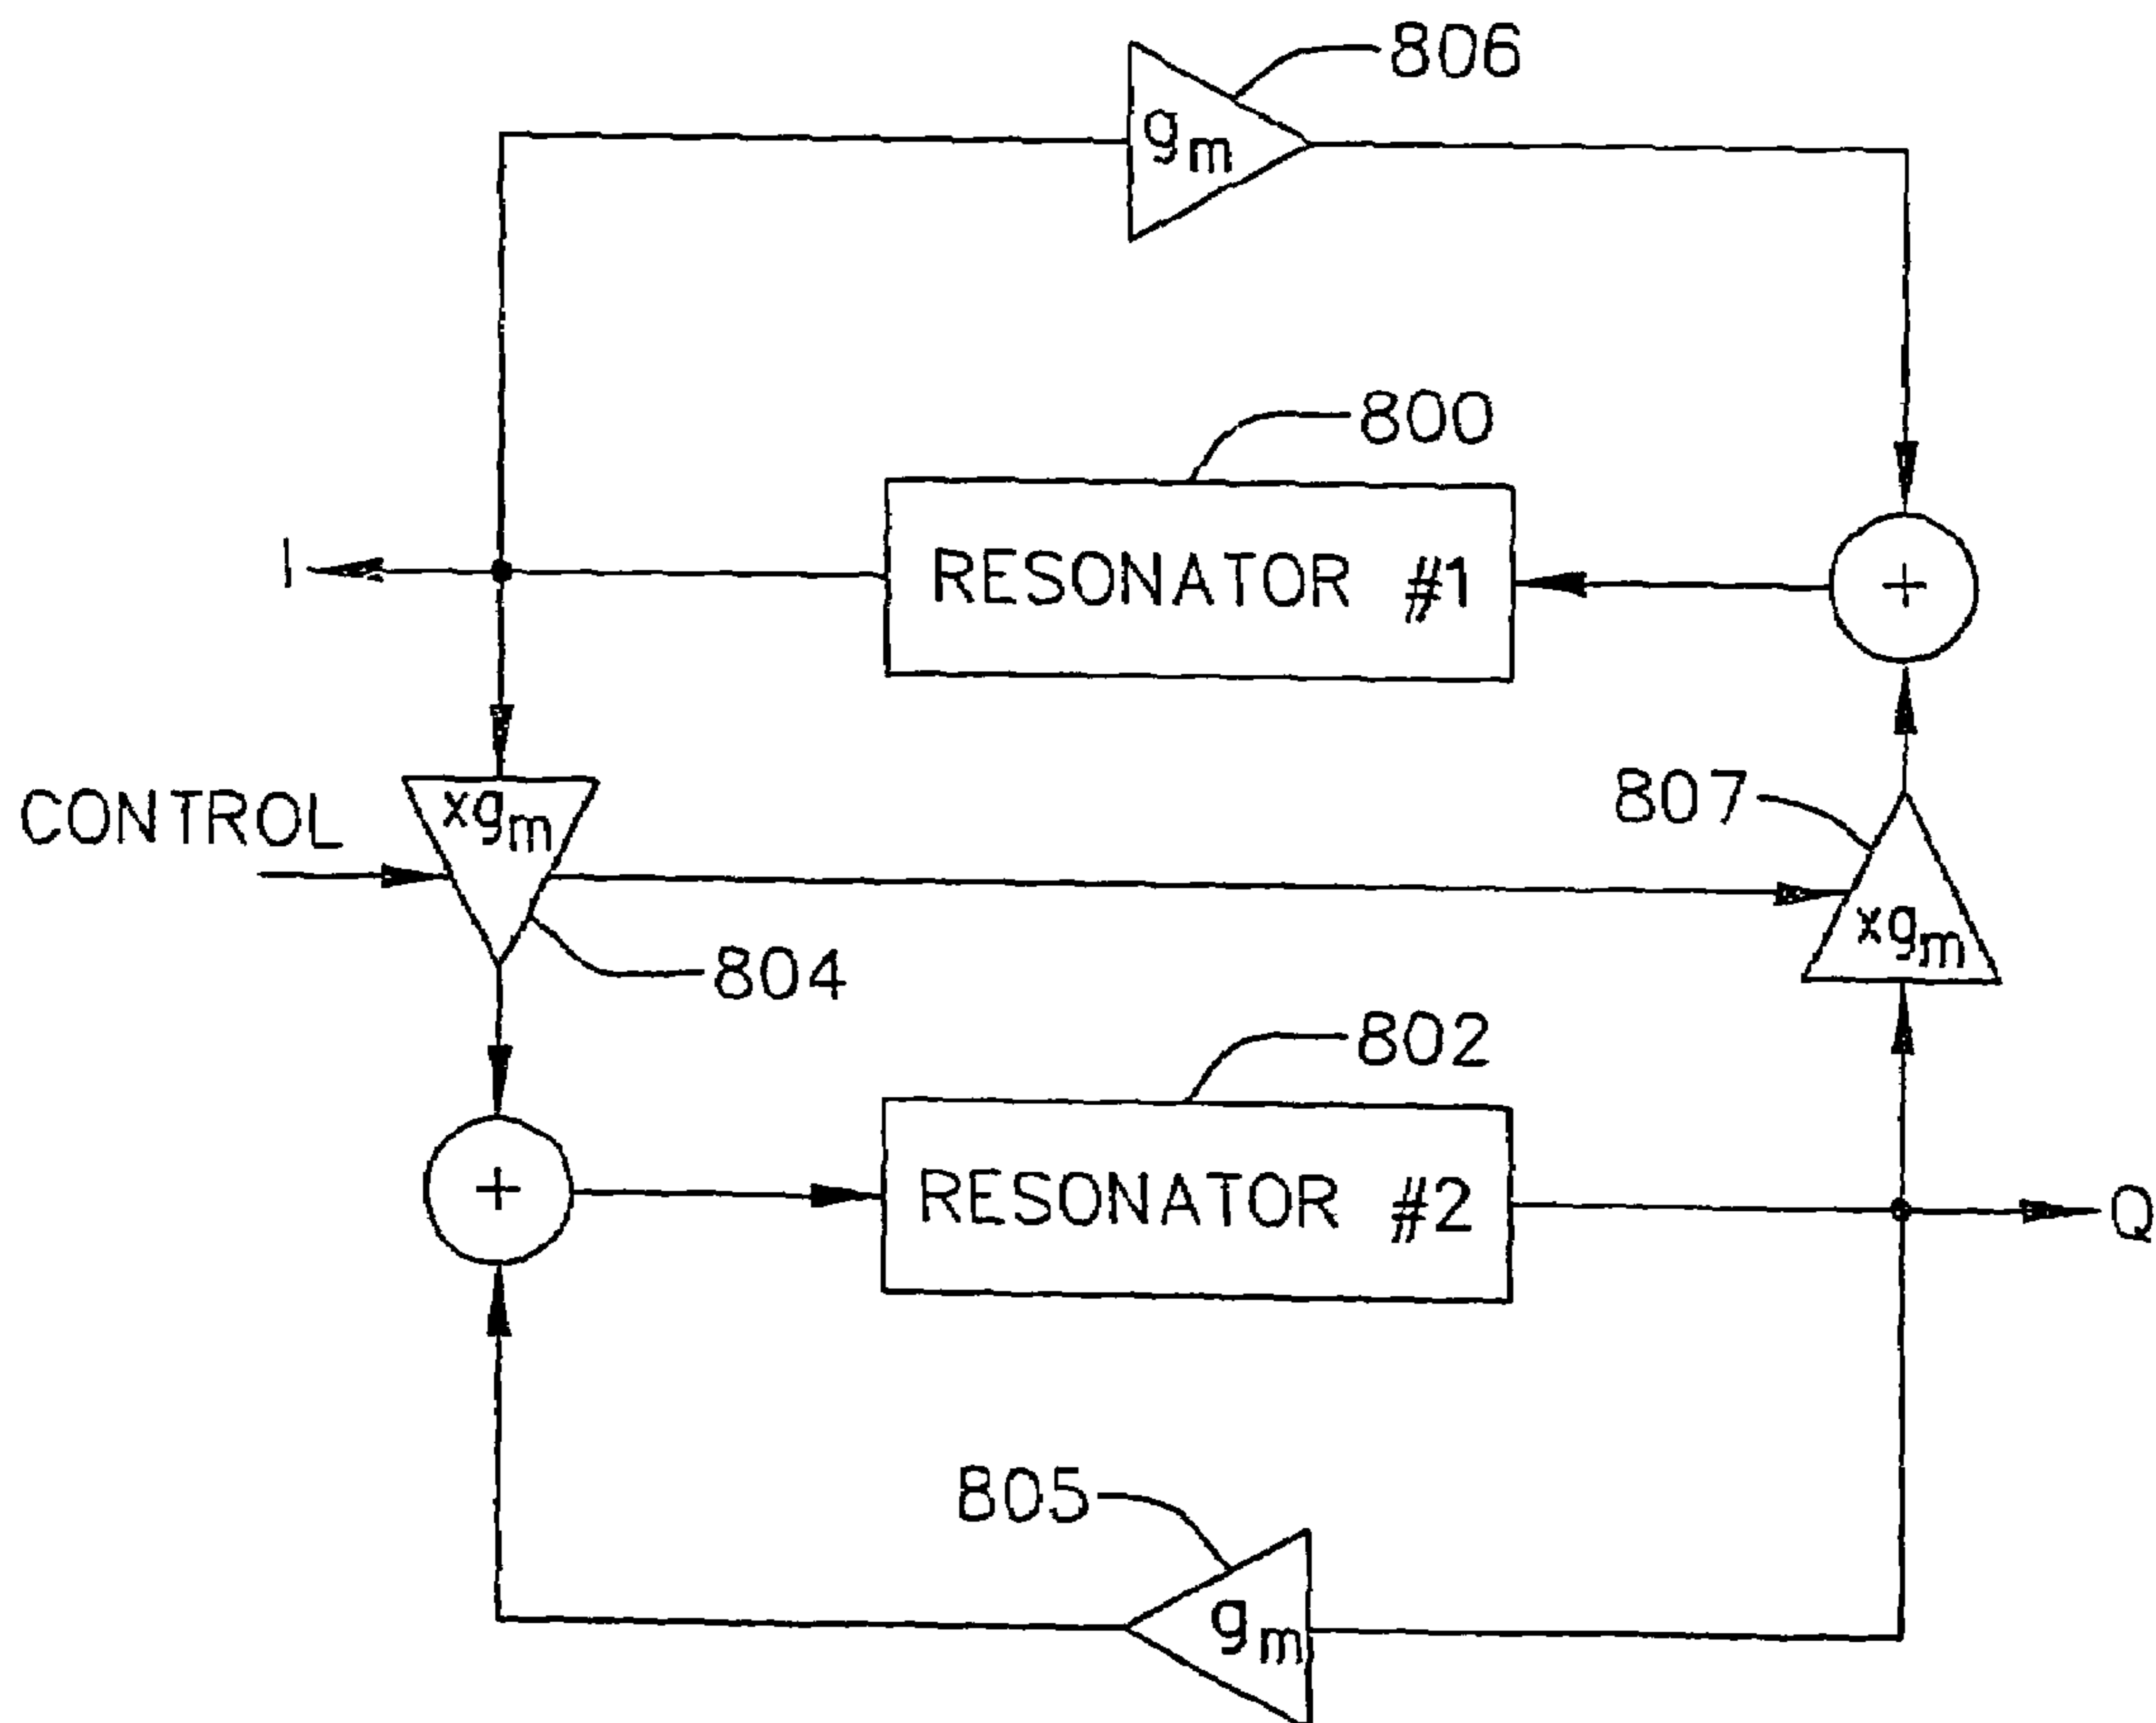 806
gm
800
I
RESONATOR #1
+
CONTROL
xgm
807
xgm
804
802
+
RESONATOR #2
Q
805
gm